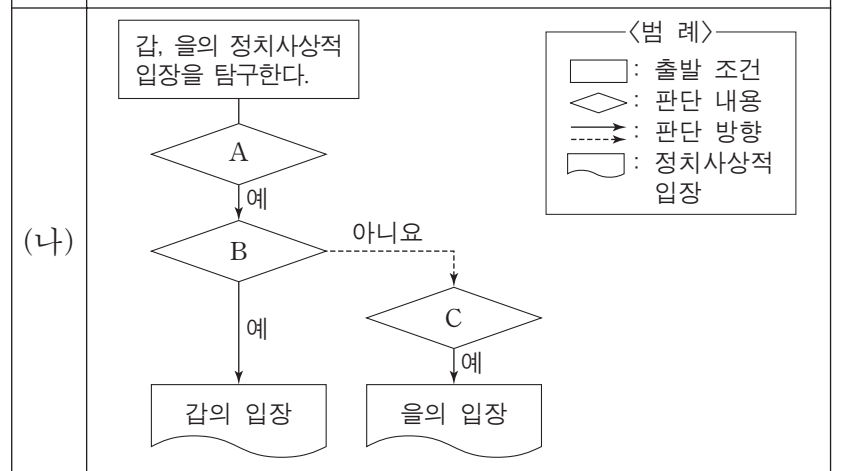 (나)
갑, 을의 정치사상적
입장을 탐구한다.
A
예
B
아니요
예
C
예
갑의 입장
을의 입장
〈범 례〉
: 출발 조건
: 판단 내용
: 판단 방향
: 정치사상적
입장